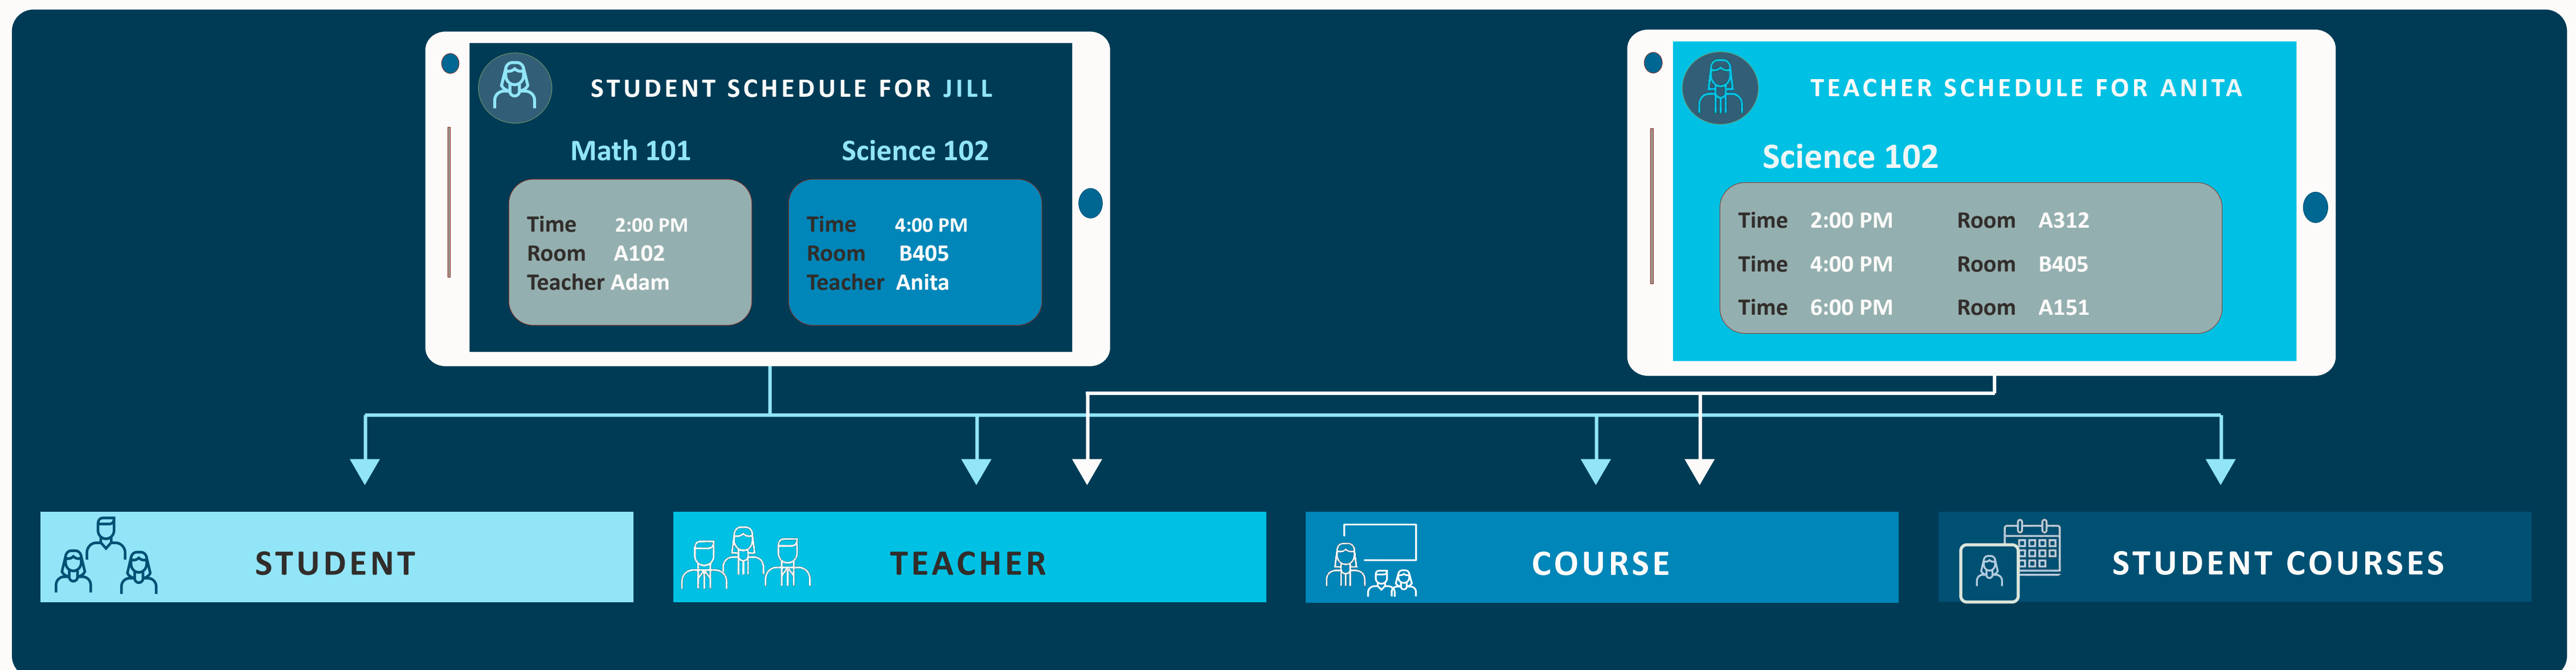 STUDENT SCHEDULE FOR JILL
Math 101
Time 2:00 PM
Room A102
Teacher Adam
Science 102
Time 4:00 PM
Room B405
Teacher Anita
TEACHER SCHEDULE FOR ANITA
Science 102
Time 2:00 PM Room A312
Time 4:00 PM Room B405
Time 6:00 PM Room A151
STUDENT
TEACHER
COURSE
STUDENT COURSES